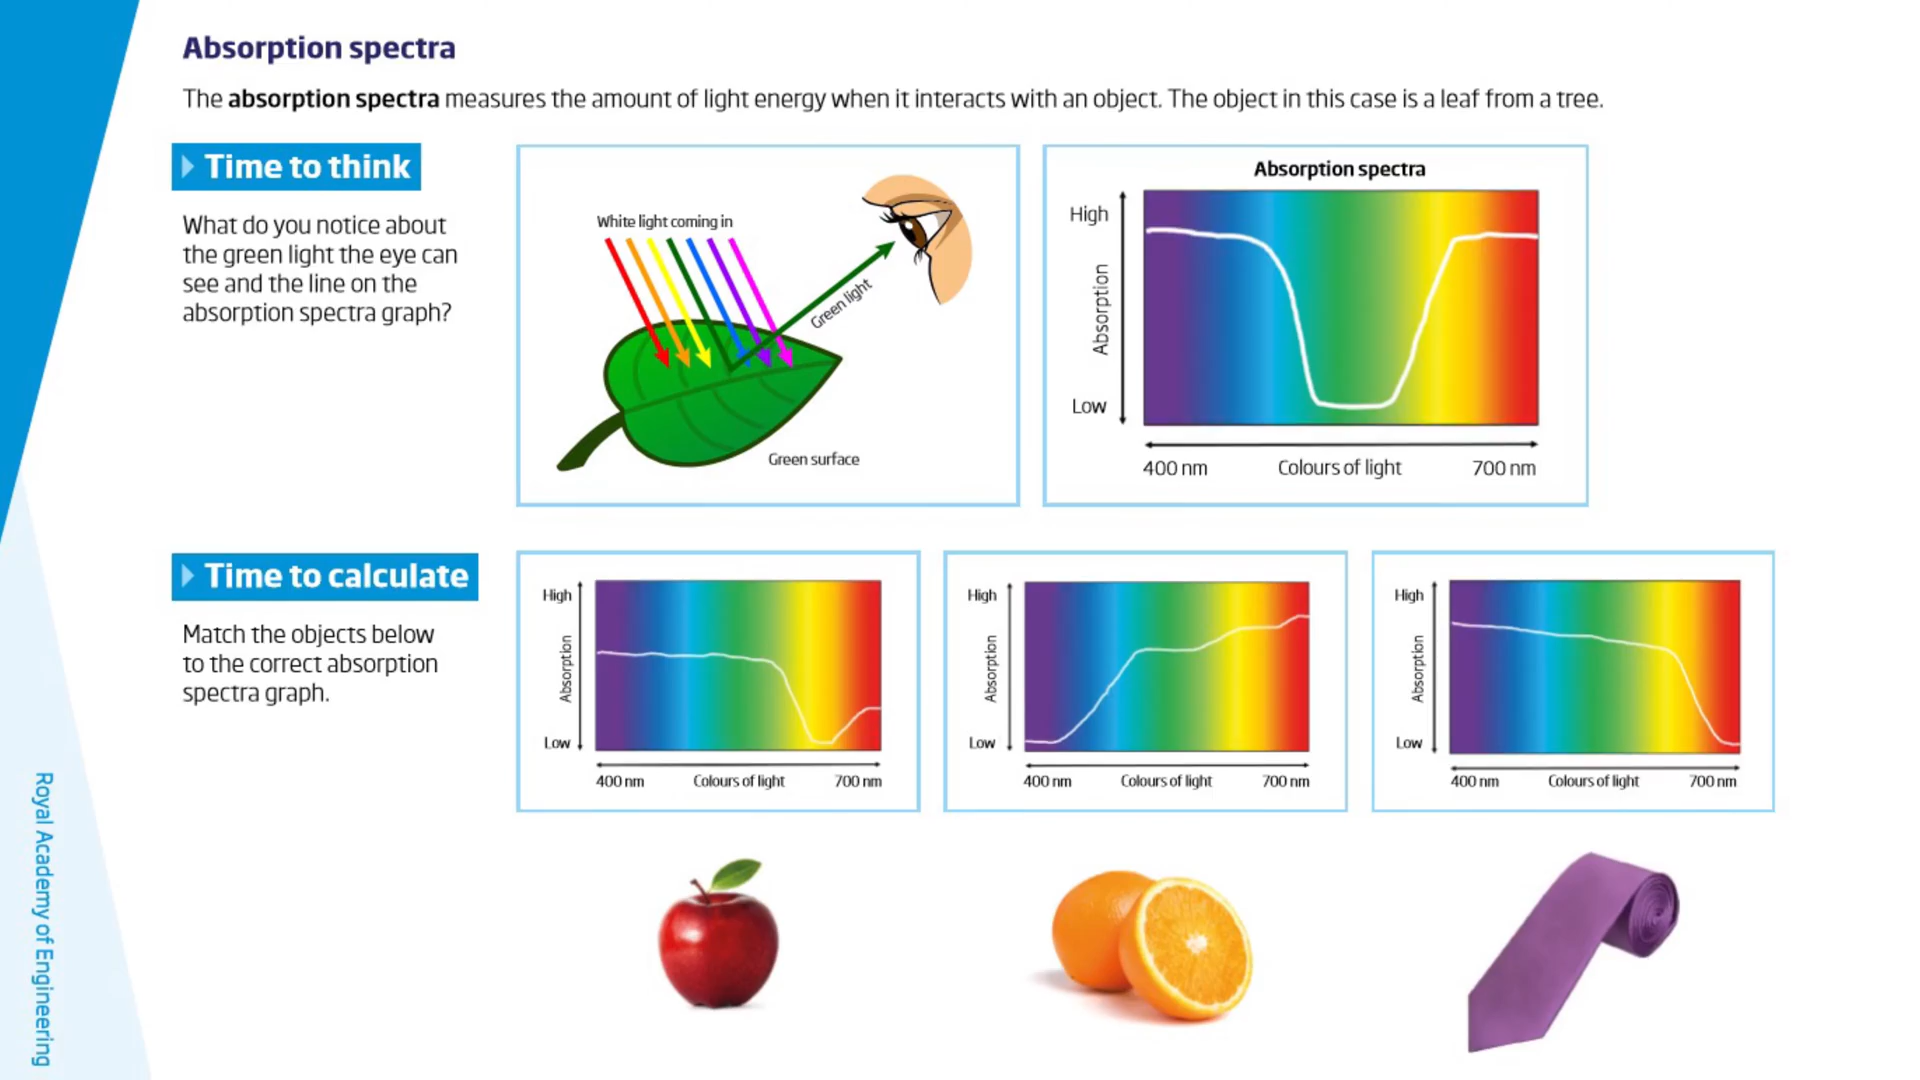 Absorption spectra
The absorption spectra measures the amount of light energy when it interacts with an object. The object in this case is a leaf from a tree.
Time to think
What do you notice about
the green light the eye can
see and the line on the
absorption spectra graph?
White light coming in
Green light
Green surface
Absorption spectra
High
Absorption
Low
400 nm Colours of light 700 nm
Time to calculate
Match the objects below
to the correct absorption
spectra graph.
High
Absorption
Low
400 nm Colours of light 700 nm
High
Absorption
Low
400 nm Colours of light 700 nm
High
Absorption
Low
400 nm Colours of light 700 nm
Royal Academy of Engineering